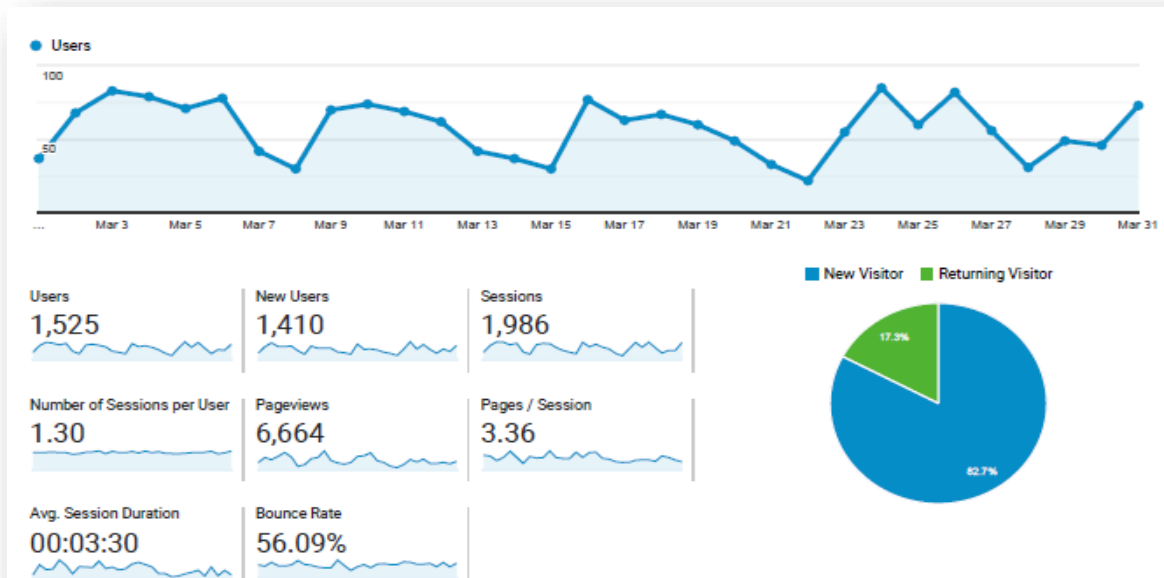 Users
100
50
... Mar 3 Mar 5 Mar 7 Mar 9 Mar 11 Mar 13 Mar 15 Mar 17 Mar 19 Mar 21 Mar 23 Mar 25 Mar 27 Mar 29 Mar 31
New Visitor Returning Visitor
17.3%
82.7%
Users
1,525
New Users
1,410
Sessions
1,986
Number of Sessions per User
1.30
Pageviews
6,664
Pages / Session
3.36
Avg. Session Duration
00:03:30
Bounce Rate
56.09%